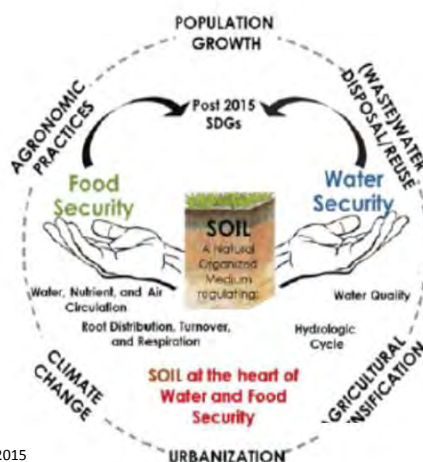 POPULATION
GROWTH
AGRONOMIC
PRACTICES
(WASTE)WATER
DISPOSAL/REUSE
Post 2015
SDGs
Food
Security
Water
Security
SOIL
A Natural
Organized
Medium
regulating:
Water, Nutrient, and Air
Circulation
Water Quality
Root Distribution, Turnover,
and Respiration
Hydrologic
Cycle
CLIMATE
CHANGE
SOIL at the heart of
Water and Food
Security
GRICULTURAL
NSIFICATION
URBANIZATION
2015